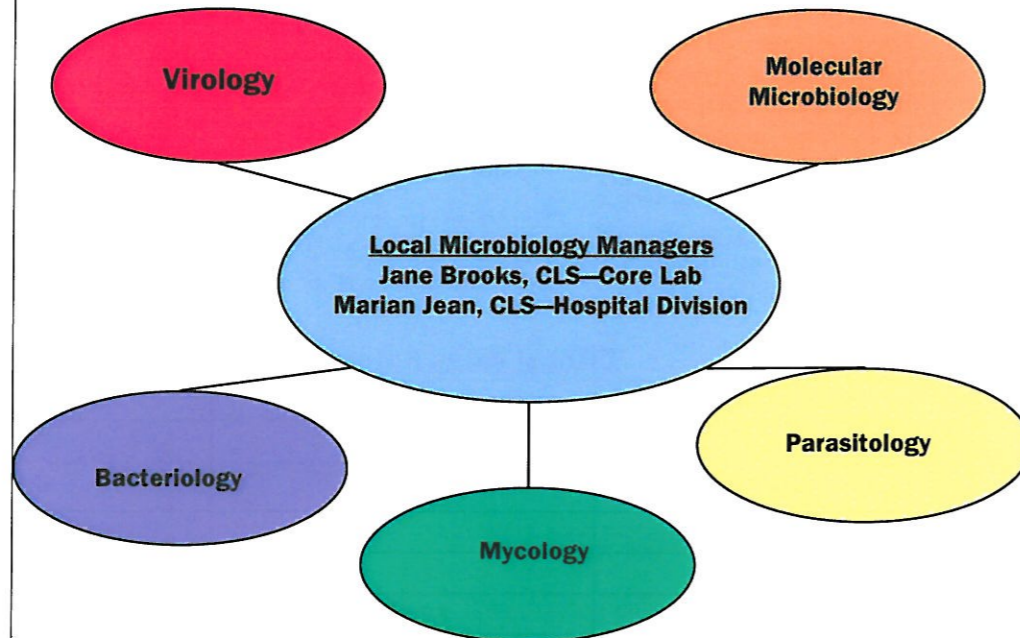 Virology
Molecular
Microbiology
Local Microbiology Managers
Jane Brooks, CLS—Core Lab
Marian Jean, CLS—Hospital Division
Bacteriology
Parasitology
Mycology